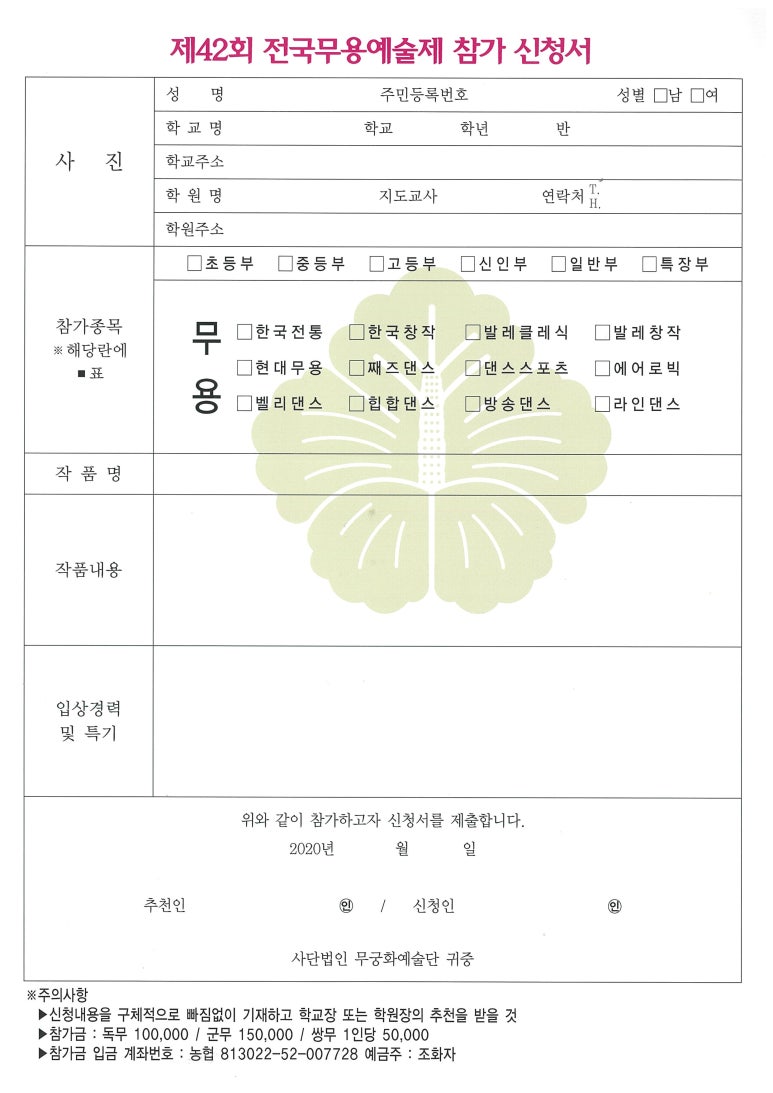 제42회 전국무용예술제 참가 신청서
사 진
성 명 주민등록번호 성별 □남 □여
학 교 명 학교 학년 반
학교주소
학 원 명 지도교사 연락처 T. H.
학원주소
참가종목
※ 해당란에
■ 표
□초등부 □중등부 □고등부 □신인부 □일반부 □특장부
무용
□한국전통 □한국창작 □발레클레식 □발레창작
□현대무용 □째즈댄스 □댄스스포츠 □에어로빅
□벨리댄스 □힙합댄스 □방송댄스 □라인댄스
작 품 명
작품내용
입상경력
및 특기
위와 같이 참가하고자 신청서를 제출합니다.
2020년 월 일
추천인 ㊞ / 신청인 ㊞
사단법인 무궁화예술단 귀중
※주의사항
▶신청내용을 구체적으로 빠짐없이 기재하고 학교장 또는 학원장의 추천을 받을 것
▶참가금 : 독무 100,000 / 군무 150,000 / 쌍무 1인당 50,000
▶참가금 입금 계좌번호 : 농협 813022-52-007728 예금주 : 조화자